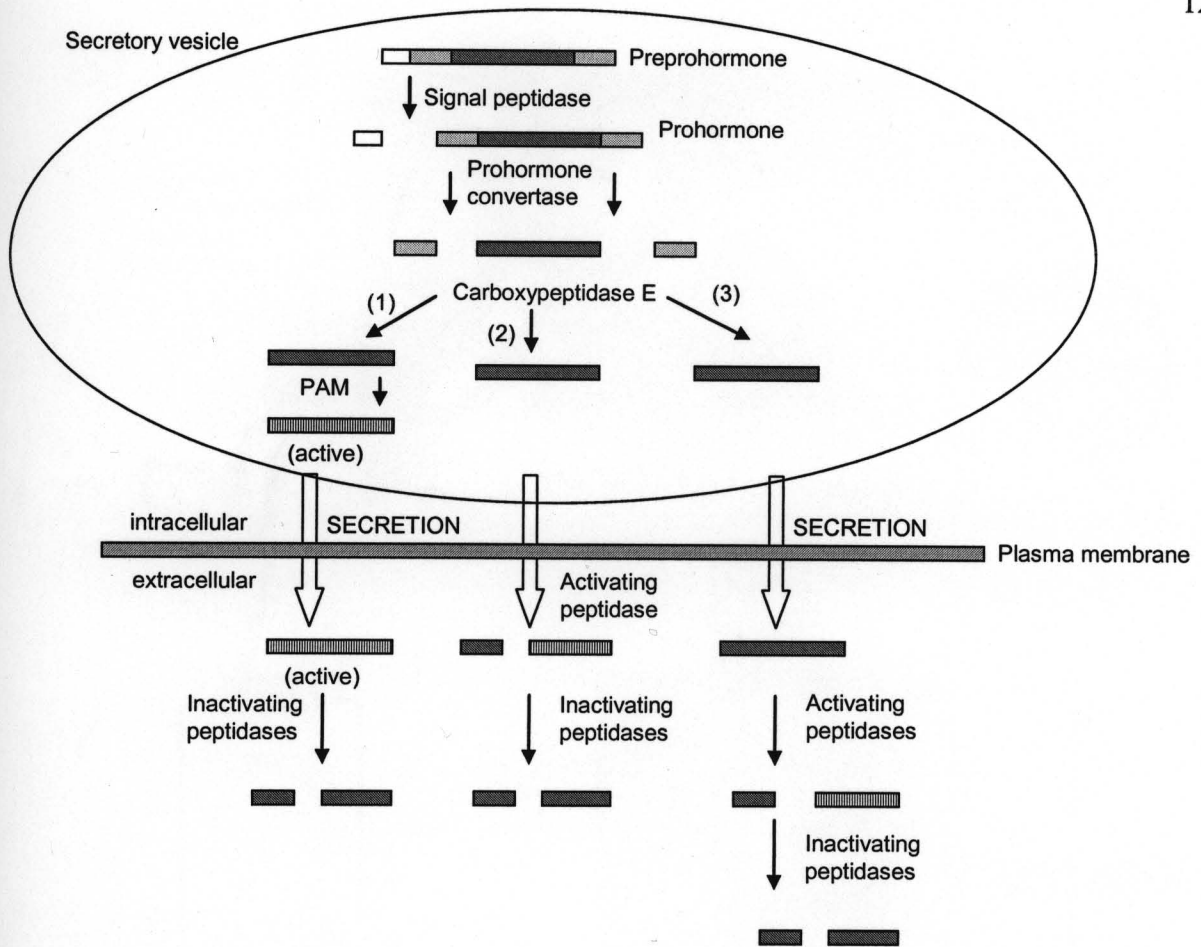 12
Secretory vesicle
Preprohormone
Signal peptidase
Prohormone
Prohormone
convertase
Carboxypeptidase E
(1)
(2)
(3)
PAM
(active)
intracellular
SECRETION
SECRETION
Plasma membrane
extracellular
Activating
peptidase
(active)
Inactivating
peptidases
Inactivating
peptidases
Activating
peptidases
Inactivating
peptidases